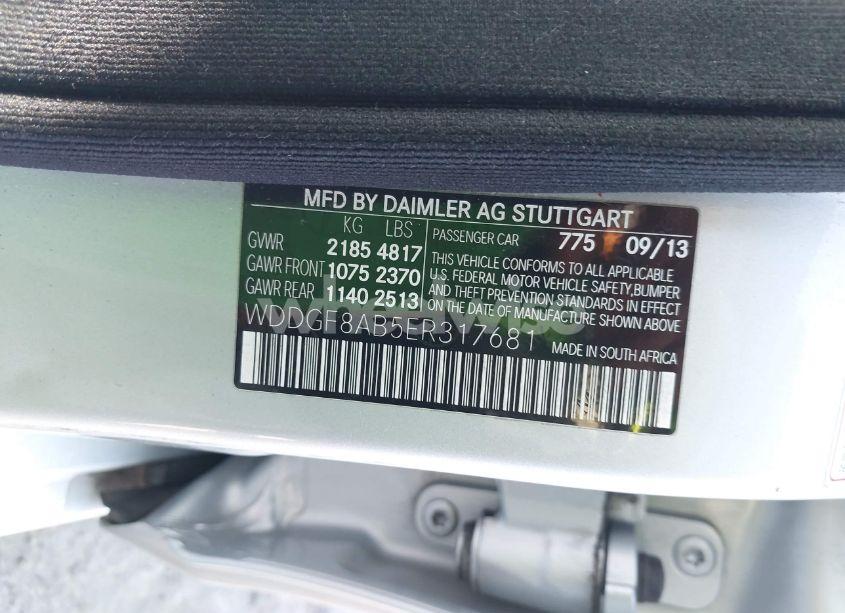 MFD BY DAIMLER AG STUTTGART
KG LBS
GVWR 2185 4817
GAWR FRONT 1075 2370
GAWR REAR 1140 2513
PASSENGER CAR 775 09/13
THIS VEHICLE CONFORMS TO ALL APPLICABLE
U.S. FEDERAL MOTOR VEHICLE SAFETY,BUMPER
AND THEFT PREVENTION STANDARDS IN EFFECT
ON DATE OF MANUFACTURE SHOWN ABOVE
WDDGF8AB5ER317681
MADE IN SOUTH AFRICA